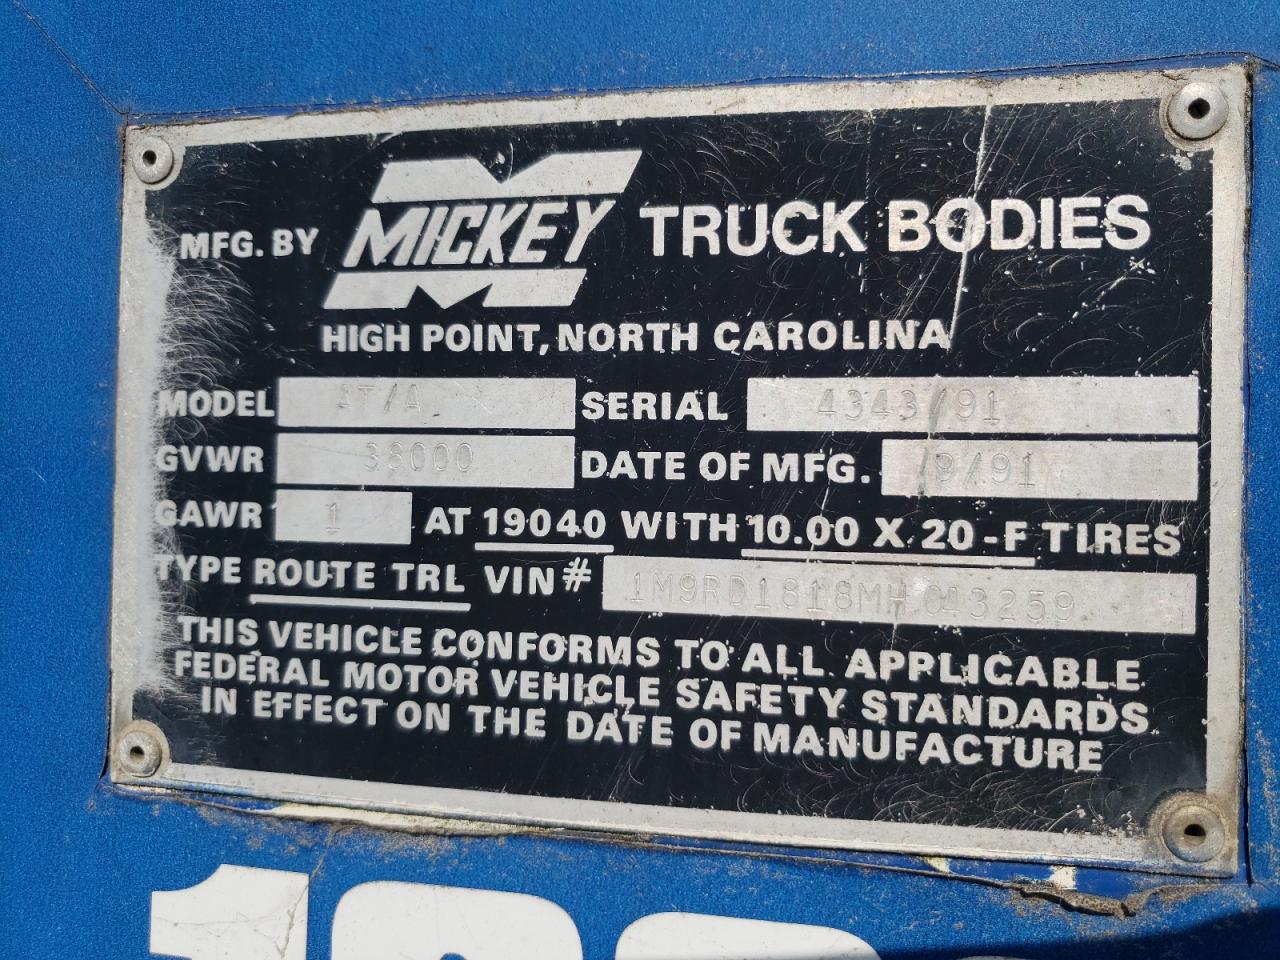 MFG. BY MICKEY TRUCK BODIES
HIGH POINT, NORTH CAROLINA
MODEL SERIAL 4343/91
GVWR 38000 DATE OF MFG. 9/91
GAWR 1 AT 19040 WITH 10.00 X 20-F TIRES
TYPE ROUTE TRL VIN# 1M9RD1818MH043259
THIS VEHICLE CONFORMS TO ALL APPLICABLE
FEDERAL MOTOR VEHICLE SAFETY STANDARDS
IN EFFECT ON THE DATE OF MANUFACTURE